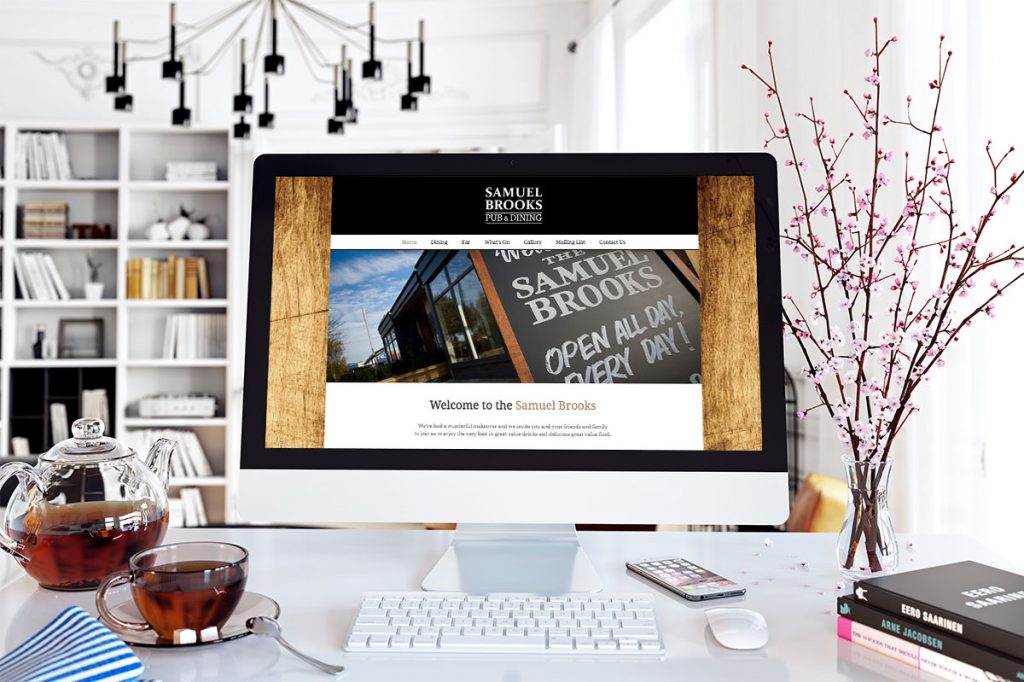 SAMUEL
BROOKS
PUB & DINING
Home Dining Bar What's On Gallery Mailing List Contact Us
Welcome
THE
SAMUEL
BROOKS
OPEN ALL DAY,
EVERY DAY!
Welcome to the Samuel Brooks
We've had a wonderful makeover and we invite you and your friends and family
to join us to enjoy the very best in great value drinks and delicious great value food.
EERO
SAARINEN
EERO SAARINEN
ARNE JACOBSEN